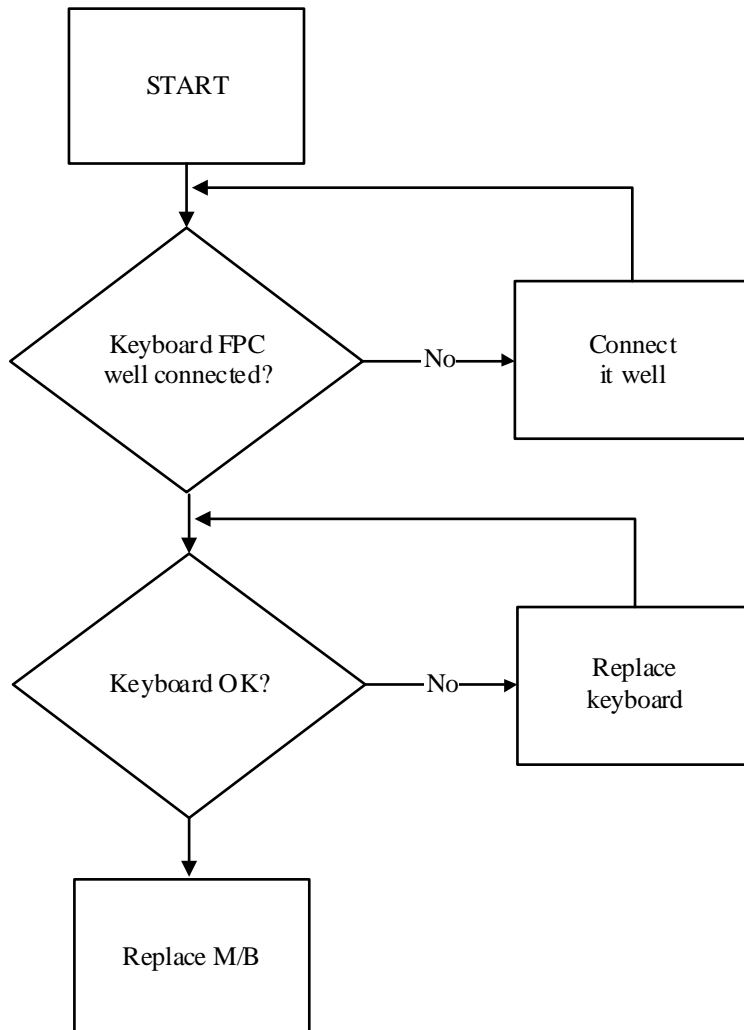 START
Keyboard FPC
well connected?
No
Connect
it well
Keyboard OK?
No
Replace
keyboard
Replace M/B